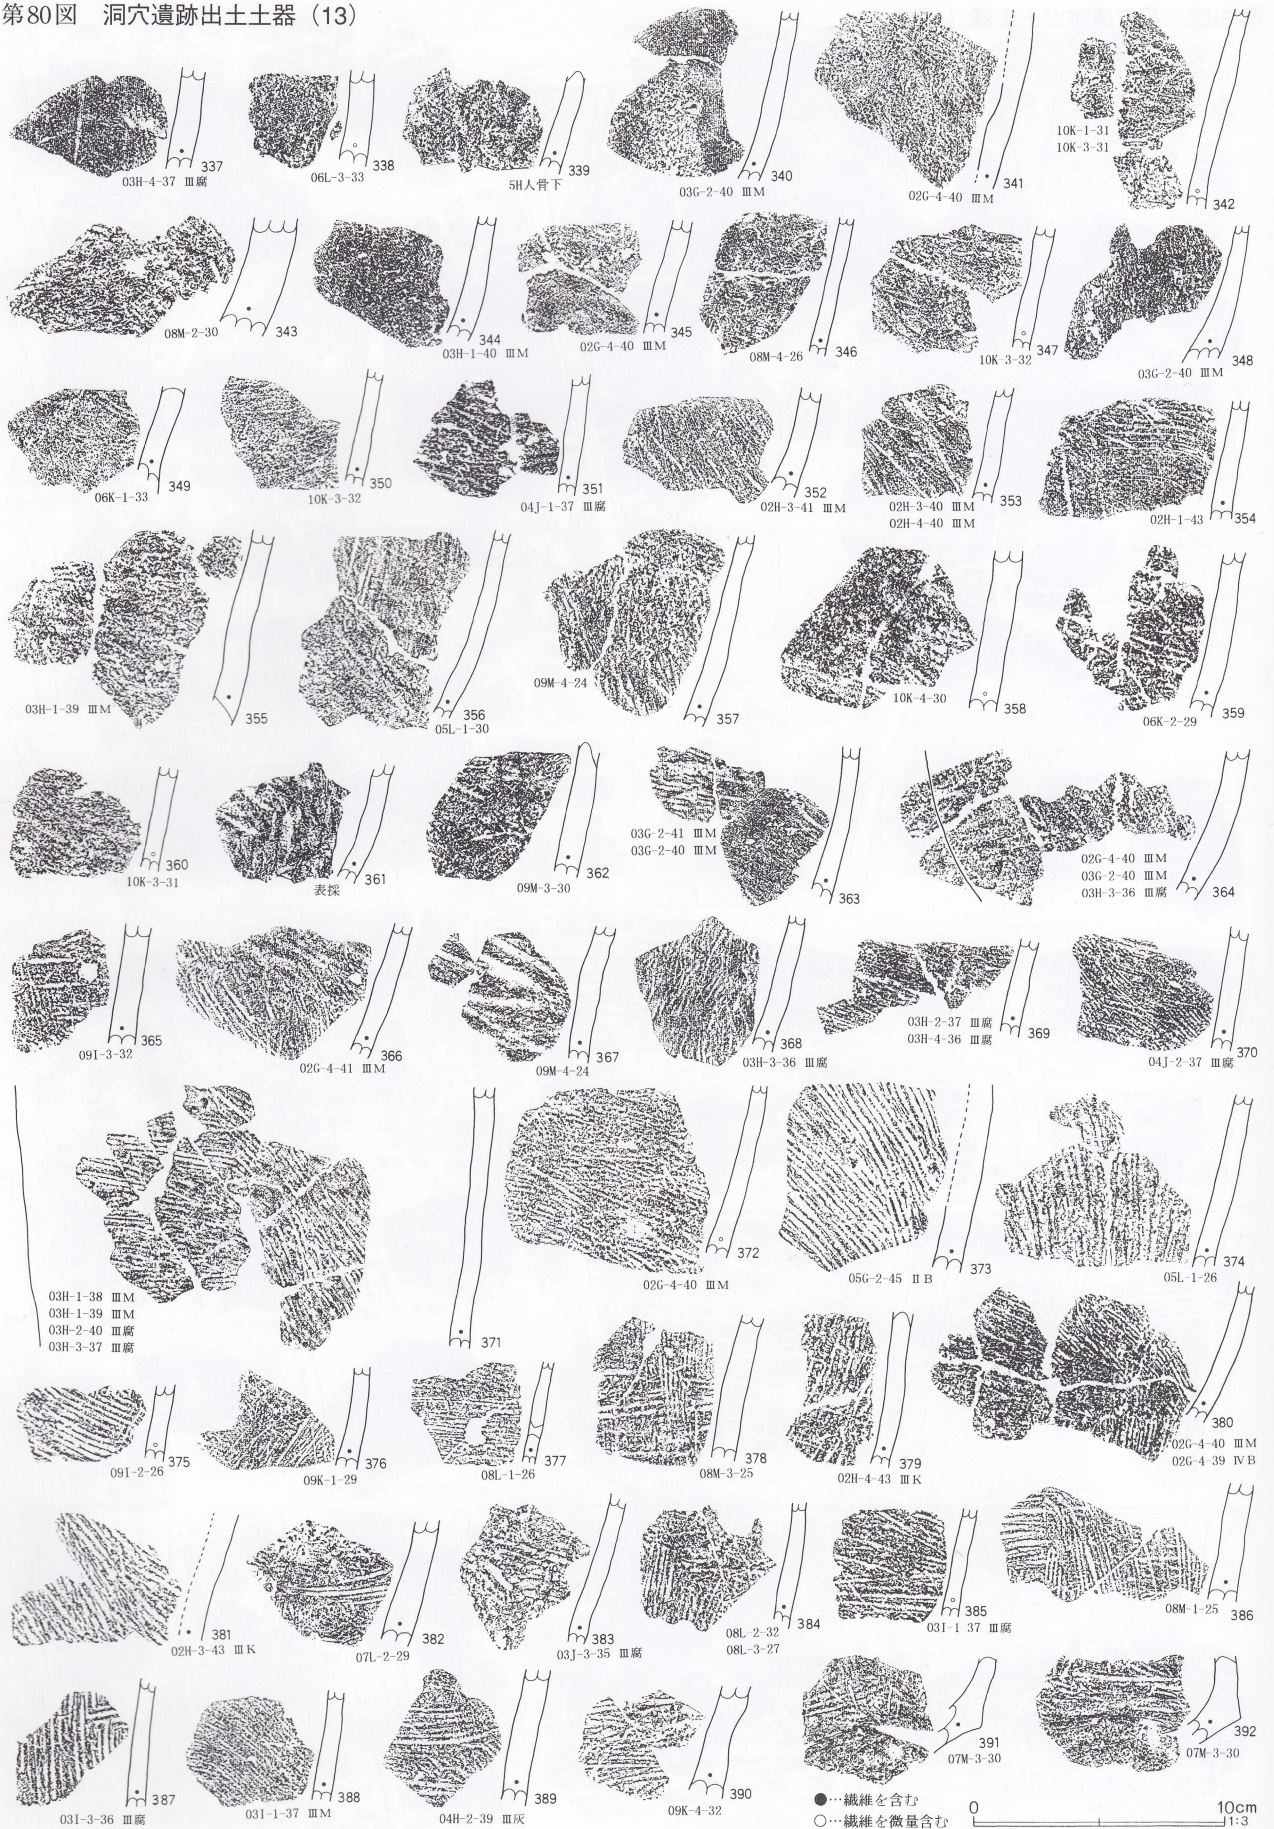 第80図 洞穴遺跡出土土器（13）
337
03H-4-37 Ⅲ腐
338
06L-3-33
339
5H人骨下
340
03G-2-40 ⅢM
341
02G-4-40 ⅢM
10K-1-31
10K-3-31
342
343
08M-2-30
344
03H-1-40 ⅢM
345
02G-4-40 ⅢM
346
08M-4-26
347
10K-3-32
348
03G-2-40 ⅢM
349
06K-1-33
350
10K-3-32
351
04J-1-37 Ⅲ腐
352
02H-3-41 ⅢM
353
02H-3-40 ⅢM
02H-4-40 ⅢM
354
02H-1-43
03H-1-39 ⅢM
355
356
05L-1-30
09M-4-24
357
10K-4-30
358
359
06K-2-29
360
10K-3-31
361
表採
362
09M-3-30
03G-2-41 ⅢM
03G-2-40 ⅢM
363
02G-4-40 ⅢM
03G-2-40 ⅢM
03H-3-36 Ⅲ腐
364
365
09I-3-32
366
02G-4-41 ⅢM
367
09M-4-24
368
03H-3-36 Ⅲ腐
03H-2-37 Ⅲ腐
03H-4-36 Ⅲ腐
369
370
04J-2-37 Ⅲ腐
03H-1-38 ⅢM
03H-1-39 ⅢM
03H-2-40 Ⅲ腐
03H-3-37 Ⅲ腐
371
372
02G-4-40 ⅢM
373
05G-2-45 ⅡB
374
05L-1-26
375
09I-2-26
376
09K-1-29
377
08L-1-26
378
08M-3-25
379
02H-4-43 ⅢK
380
02G-4-40 ⅢM
02G-4-39 ⅣB
381
02H-3-43 ⅢK
382
07L-2-29
383
03J-3-35 Ⅲ腐
384
08L-2-32
08L-3-27
385
03I-1-37 Ⅲ腐
386
08M-1-25
387
03I-3-36 Ⅲ腐
388
03I-1-37 ⅢM
389
04H-2-39 Ⅲ灰
390
09K-4-32
391
07M-3-30
392
07M-3-30
●…繊維を含む
○…繊維を微量含む
0 10cm
1:3